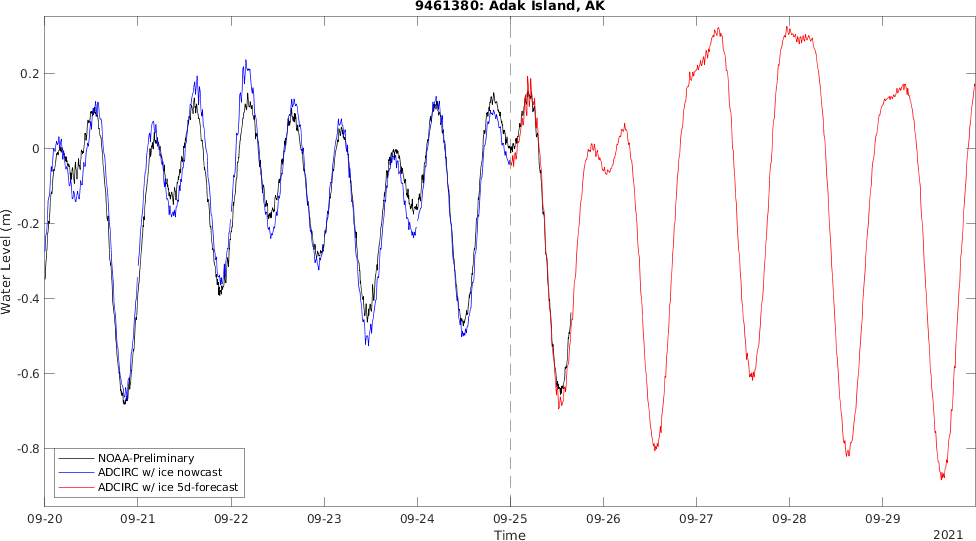 9461380: Adak Island, AK
Water Level (m)
0.2
0
-0.2
-0.4
-0.6
-0.8
NOAA-Preliminary
ADCIRC w/ ice nowcast
ADCIRC w/ ice 5d-forecast
09-20 09-21 09-22 09-23 09-24 09-25 09-26 09-27 09-28 09-29
Time
2021